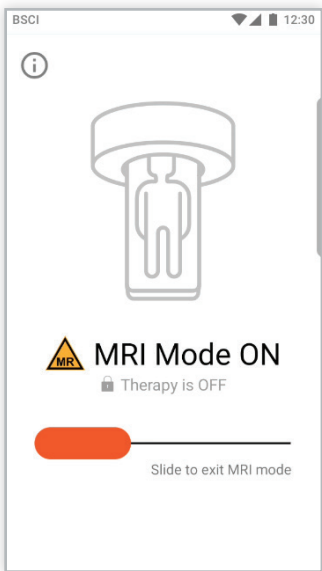 BSCI 12:30
MR MRI Mode ON
Therapy is OFF
Slide to exit MRI mode